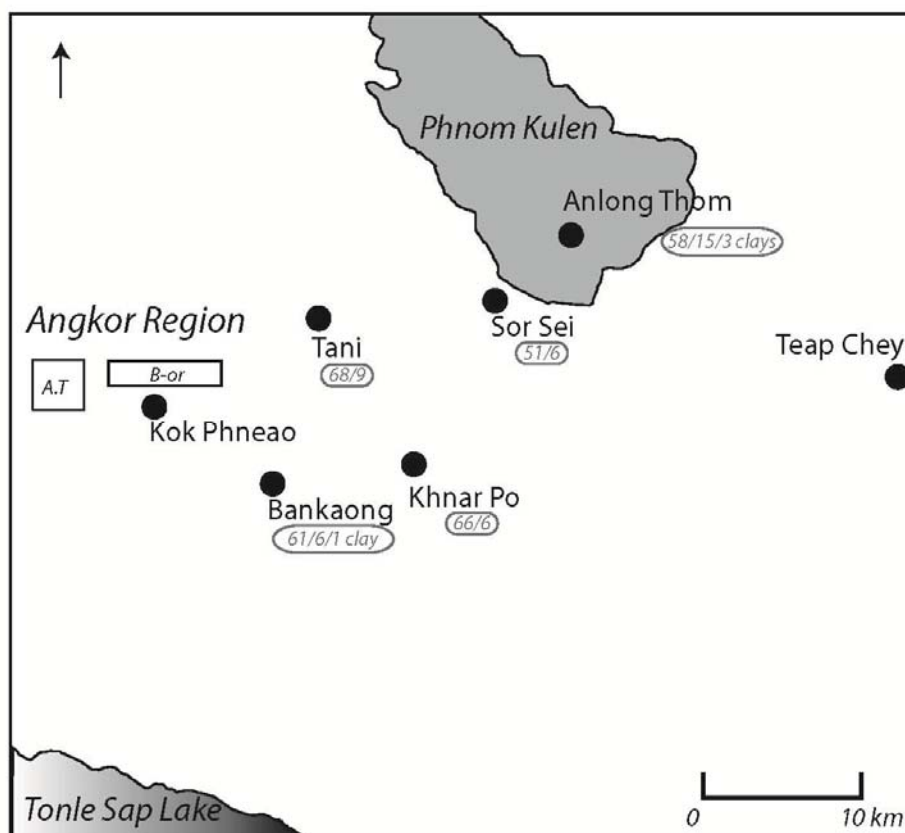 Phnom Kulen
Anlong Thom
58/15/3 clays
Angkor Region
Tani
68/9
Sor Sei
51/6
Teap Chey
A.T
B-or
Kok Phneao
Bankaong
61/6/1 clay
Khnar Po
66/6
Tonle Sap Lake
0 10 km